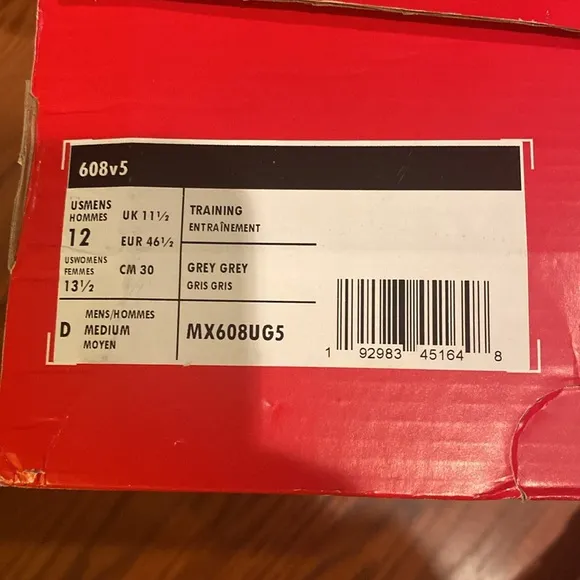 608v5
USMENS
HOMMES
12
UK 11½
EUR 46½
USWOMENS
FEMMES
13½
CM 30
D
MENS/HOMMES
MEDIUM
MOYEN
TRAINING
ENTRAÎNEMENT
GREY GREY
GRIS GRIS
MX608UG5
1 92983 45164 8